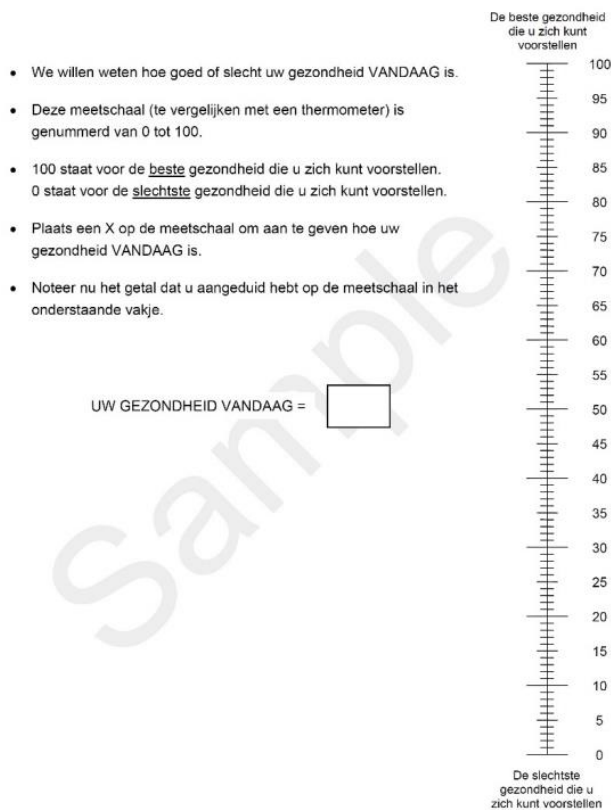 De beste gezondheid
die u zich kunt
voorstellen
• We willen weten hoe goed of slecht uw gezondheid VANDAAG is.
• Deze meetschaal (te vergelijken met een thermometer) is
genummerd van 0 tot 100.
• 100 staat voor de beste gezondheid die u zich kunt voorstellen.
0 staat voor de slechtste gezondheid die u zich kunt voorstellen.
• Plaats een X op de meetschaal om aan te geven hoe uw
gezondheid VANDAAG is.
• Noteer nu het getal dat u aangeduid hebt op de meetschaal in het
onderstaande vakje.
UW GEZONDHEID VANDAAG =
Sample
100
95
90
85
80
75
70
65
60
55
50
45
40
35
30
25
20
15
10
5
0
De slechtste
gezondheid die u
zich kunt voorstellen